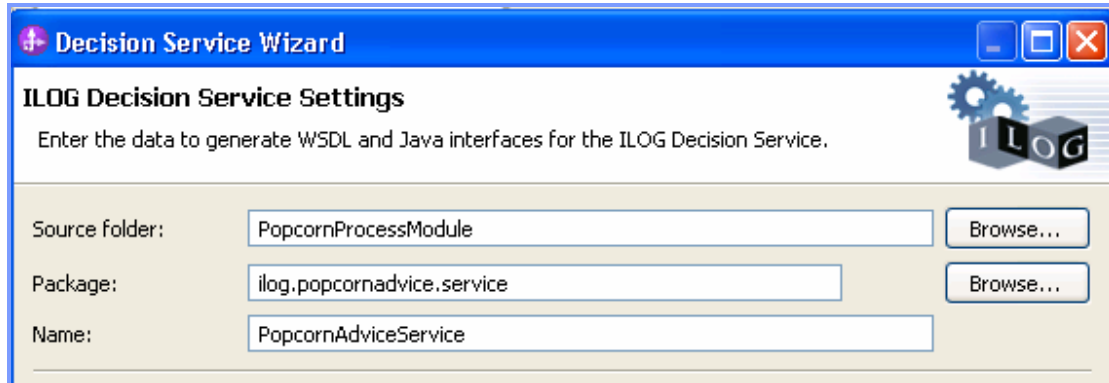 Decision Service Wizard
ILOG Decision Service Settings
Enter the data to generate WSDL and Java interfaces for the ILOG Decision Service.
ILOG
Source folder: PopcornProcessModule Browse...
Package: ilog.popcornadvice.service Browse...
Name: PopcornAdviceService